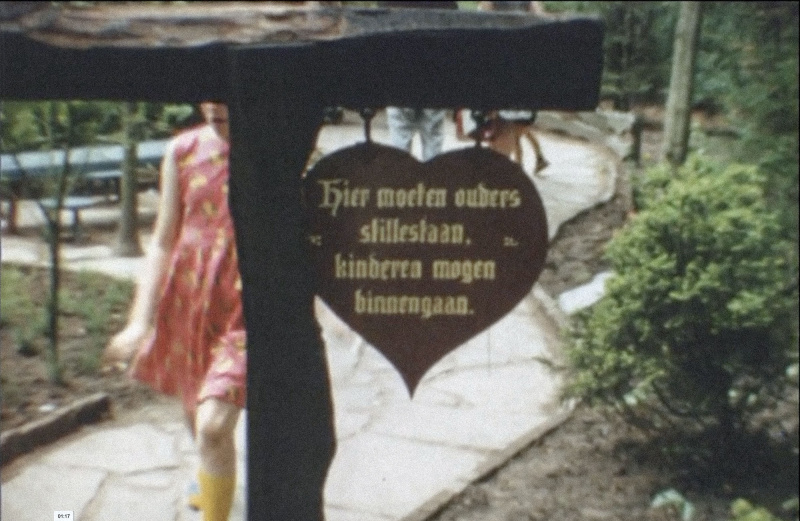 Hier moeten ouders
stillestaan,
kinderen mogen
binnengaan.
01:17